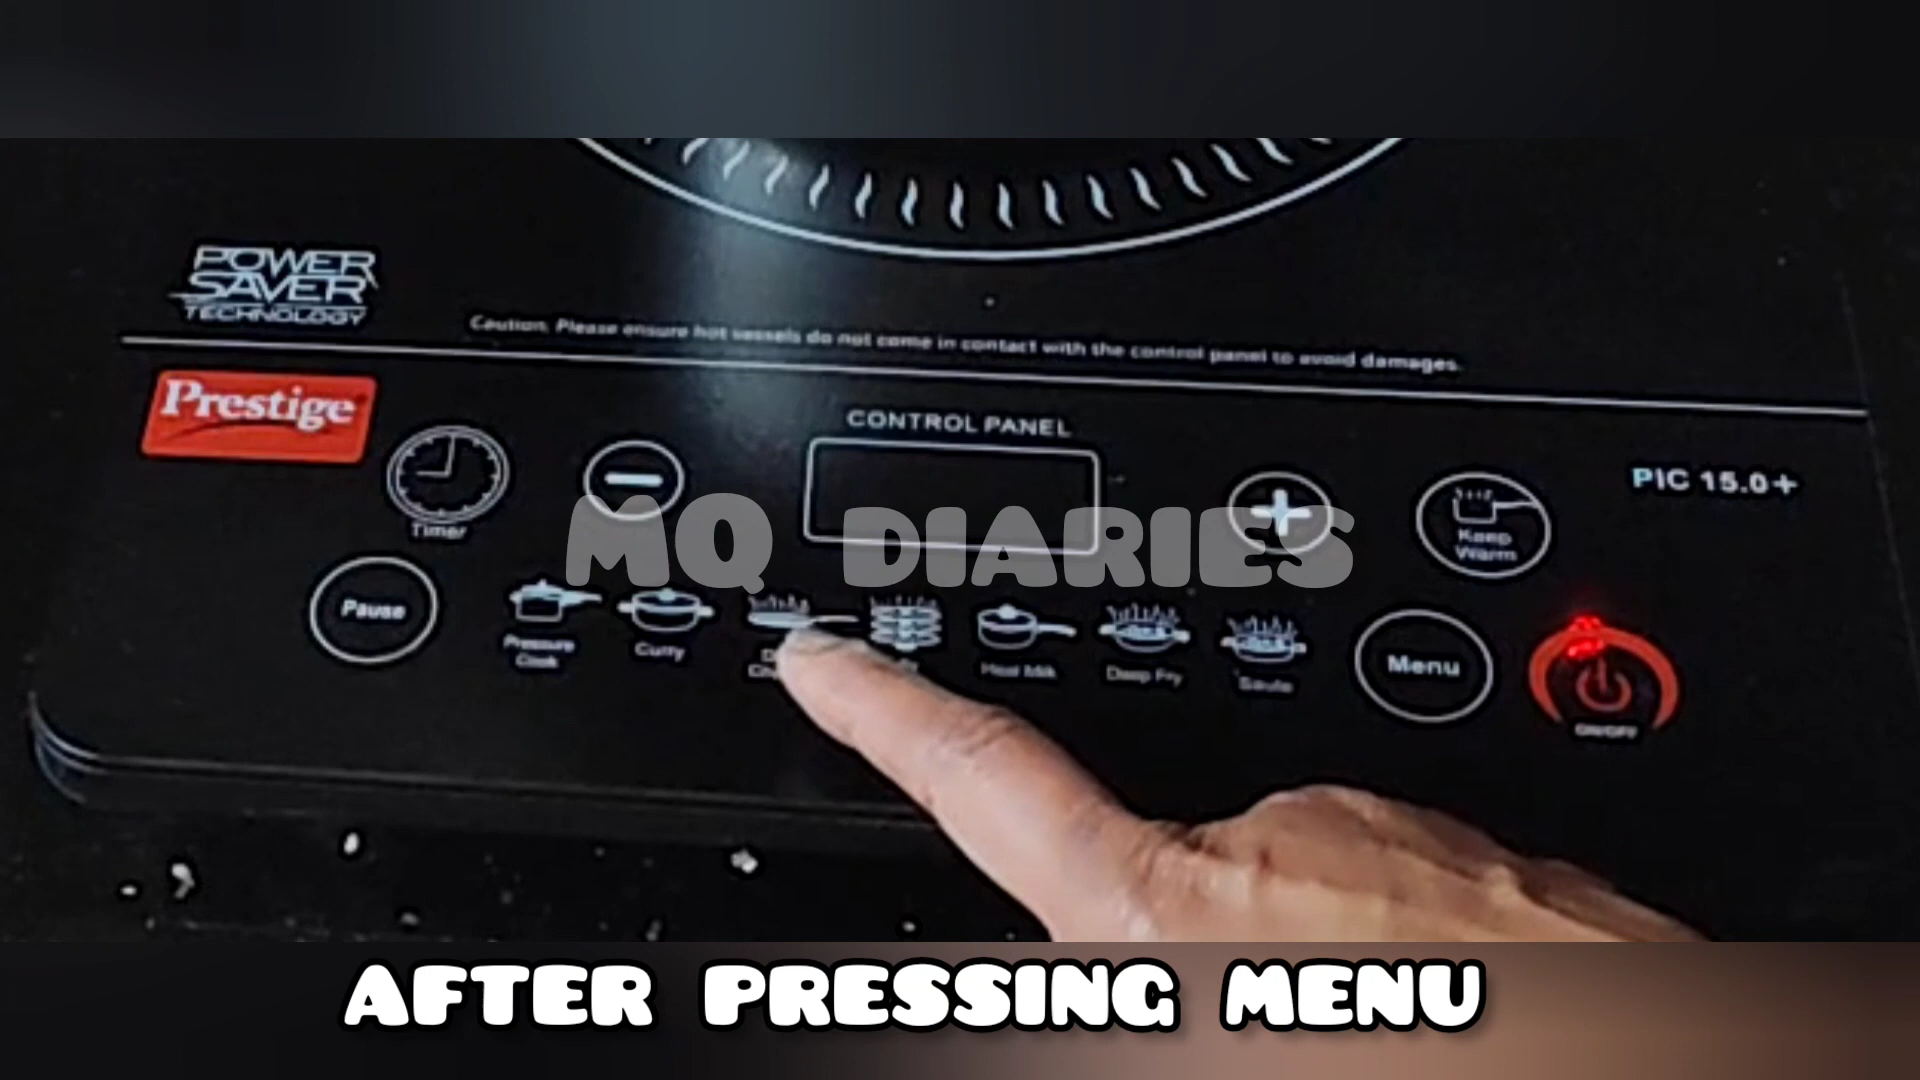 POWER
SAVER
TECHNOLOGY
Caution. Please ensure hot vessels do not come in contact with the control panel to avoid damages.
Prestige
CONTROL PANEL
PIC 15.0+
Timer
Keep
Warm
MQ DIARIES
Pause
Pressure
Cook
Curry
Heat Milk
Deep Fry
Saute
Menu
ON/OFF
AFTER PRESSING MENU